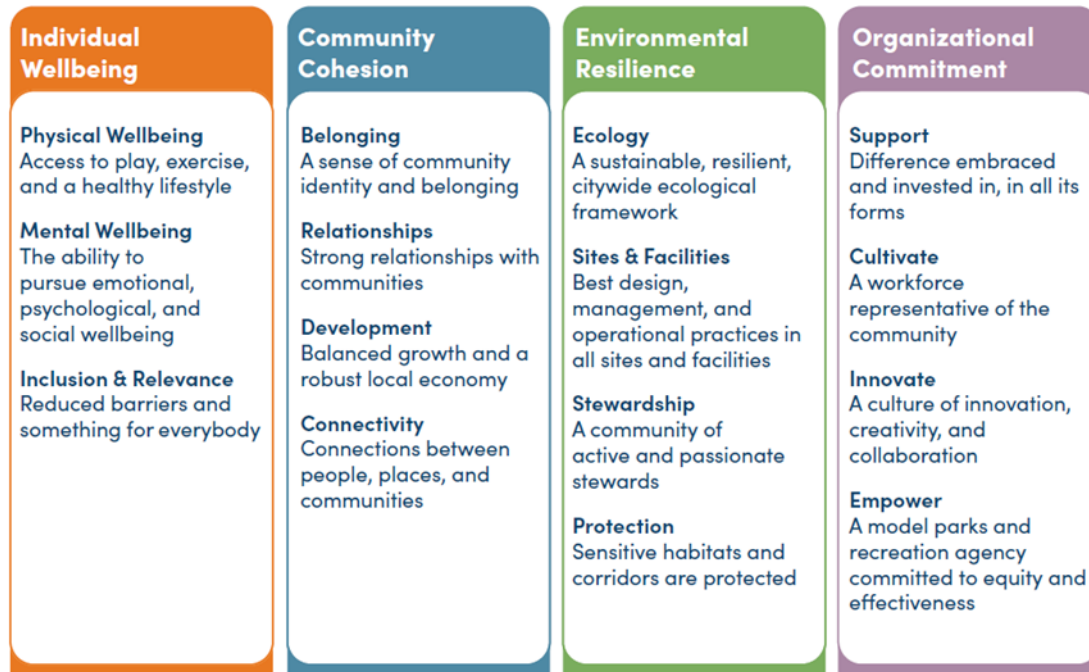 Individual
Wellbeing
Physical Wellbeing
Access to play, exercise,
and a healthy lifestyle
Mental Wellbeing
The ability to
pursue emotional,
psychological, and
social wellbeing
Inclusion & Relevance
Reduced barriers and
something for everybody
Community
Cohesion
Belonging
A sense of community
identity and belonging
Relationships
Strong relationships with
communities
Development
Balanced growth and a
robust local economy
Connectivity
Connections between
people, places, and
communities
Environmental
Resilience
Ecology
A sustainable, resilient,
citywide ecological
framework
Sites & Facilities
Best design,
management, and
operational practices in
all sites and facilities
Stewardship
A community of
active and passionate
stewards
Protection
Sensitive habitats and
corridors are protected
Organizational
Commitment
Support
Difference embraced
and invested in, in all its
forms
Cultivate
A workforce
representative of the
community
Innovate
A culture of innovation,
creativity, and
collaboration
Empower
A model parks and
recreation agency
committed to equity and
effectiveness